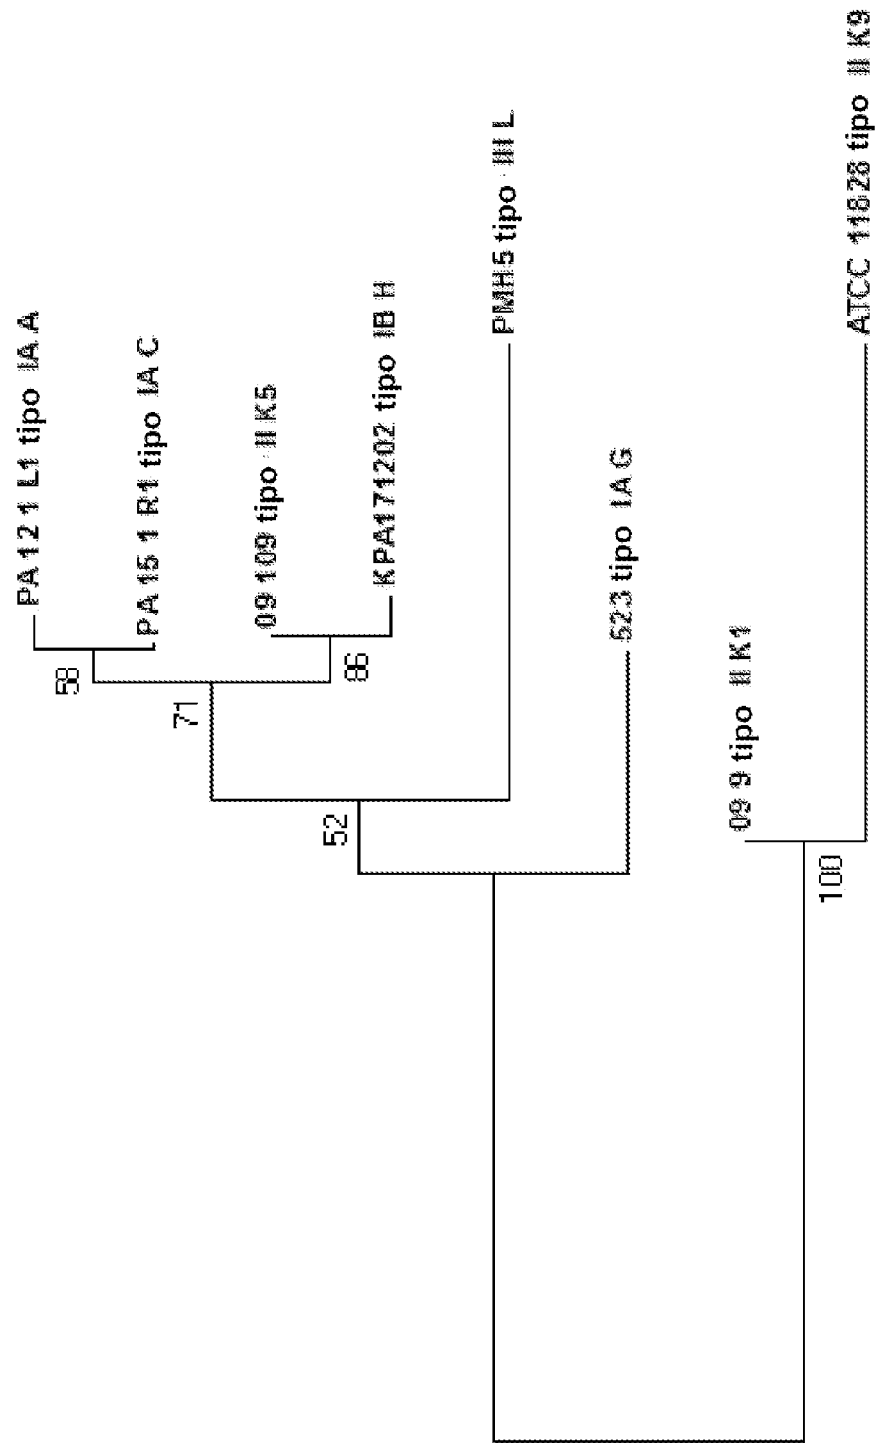 PA 12 1 L1 tipo IA A
58
PA 15 1 R1 tipo IA C
71
09 109 tipo II K5
86
KPA171202 tipo IB H
52
PMH5 tipo III L
523 tipo IA G
09 9 tipo II K1
100
ATCC 11828 tipo II K9